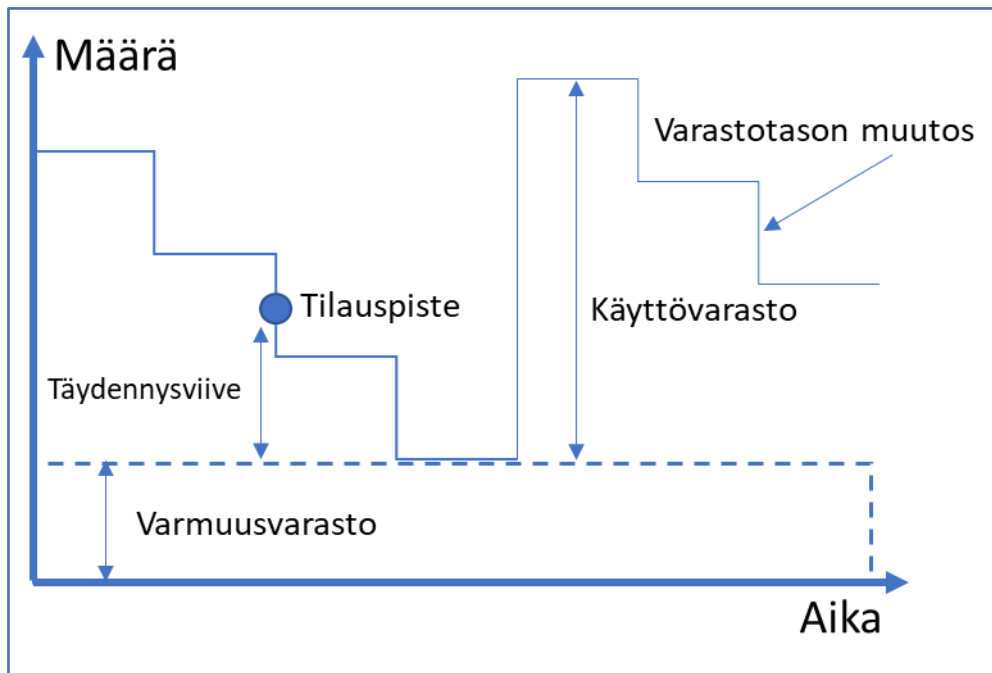 Määrä
Varastotason muutos
Tilauspiste
Käyttövarasto
Täydennysviive
Varmuusvarasto
Aika